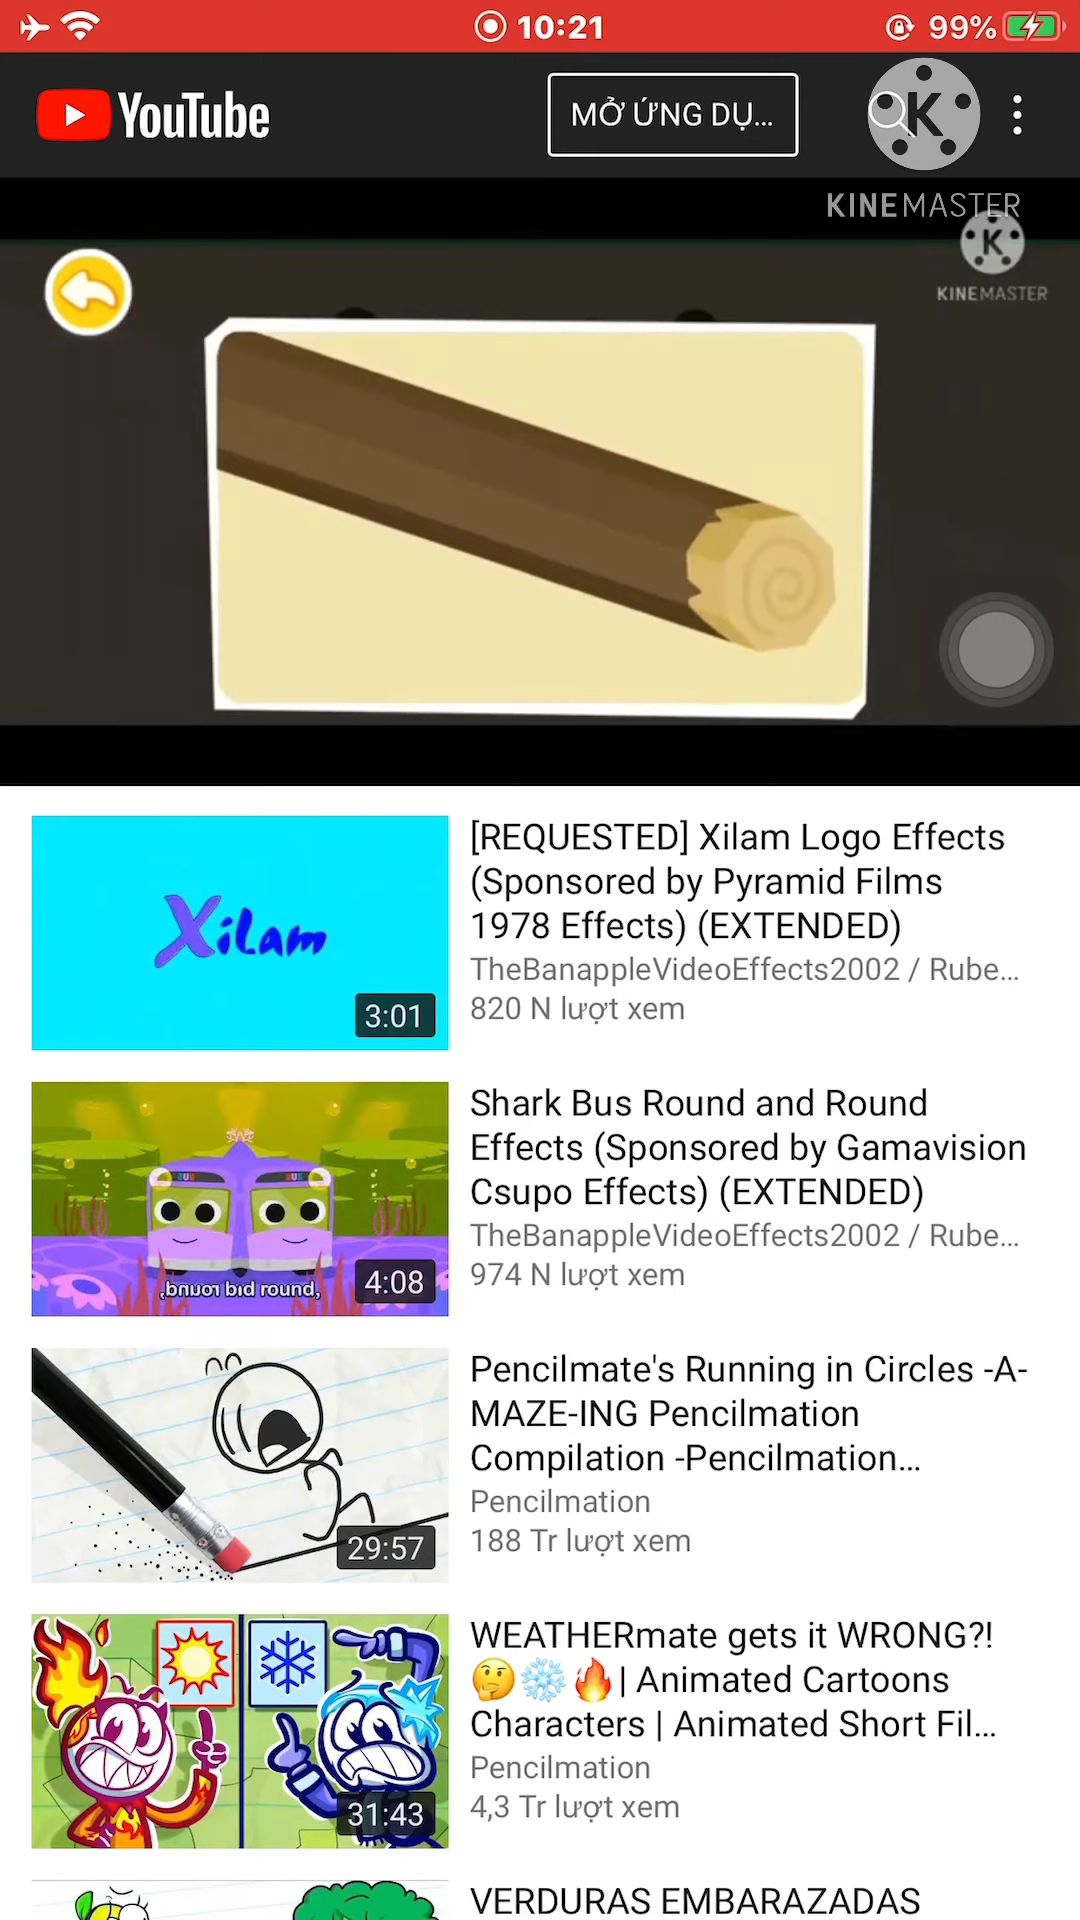 10:21
99%
YouTube
MỞ ỨNG DỤ...
K
KINEMASTER
K
KINEMASTER
Xilam
3:01
[REQUESTED] Xilam Logo Effects
(Sponsored by Pyramid Films
1978 Effects) (EXTENDED)
TheBanappleVideoEffects2002 / Rube...
820 N lượt xem
,bnuoɿ bid round,
4:08
Shark Bus Round and Round
Effects (Sponsored by Gamavision
Csupo Effects) (EXTENDED)
TheBanappleVideoEffects2002 / Rube...
974 N lượt xem
29:57
Pencilmate's Running in Circles -A-
MAZE-ING Pencilmation
Compilation -Pencilmation...
Pencilmation
188 Tr lượt xem
31:43
WEATHERmate gets it WRONG?!
🤔❄️🔥| Animated Cartoons
Characters | Animated Short Fil...
Pencilmation
4,3 Tr lượt xem
VERDURAS EMBARAZADAS